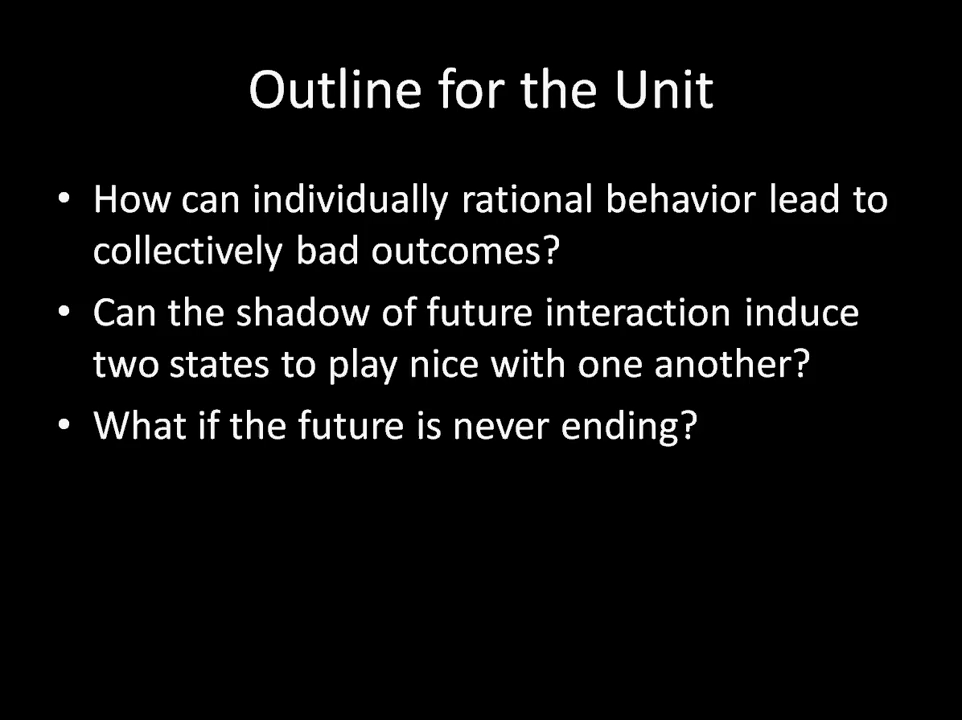 Outline for the Unit
• How can individually rational behavior lead to
collectively bad outcomes?
• Can the shadow of future interaction induce
two states to play nice with one another?
• What if the future is never ending?